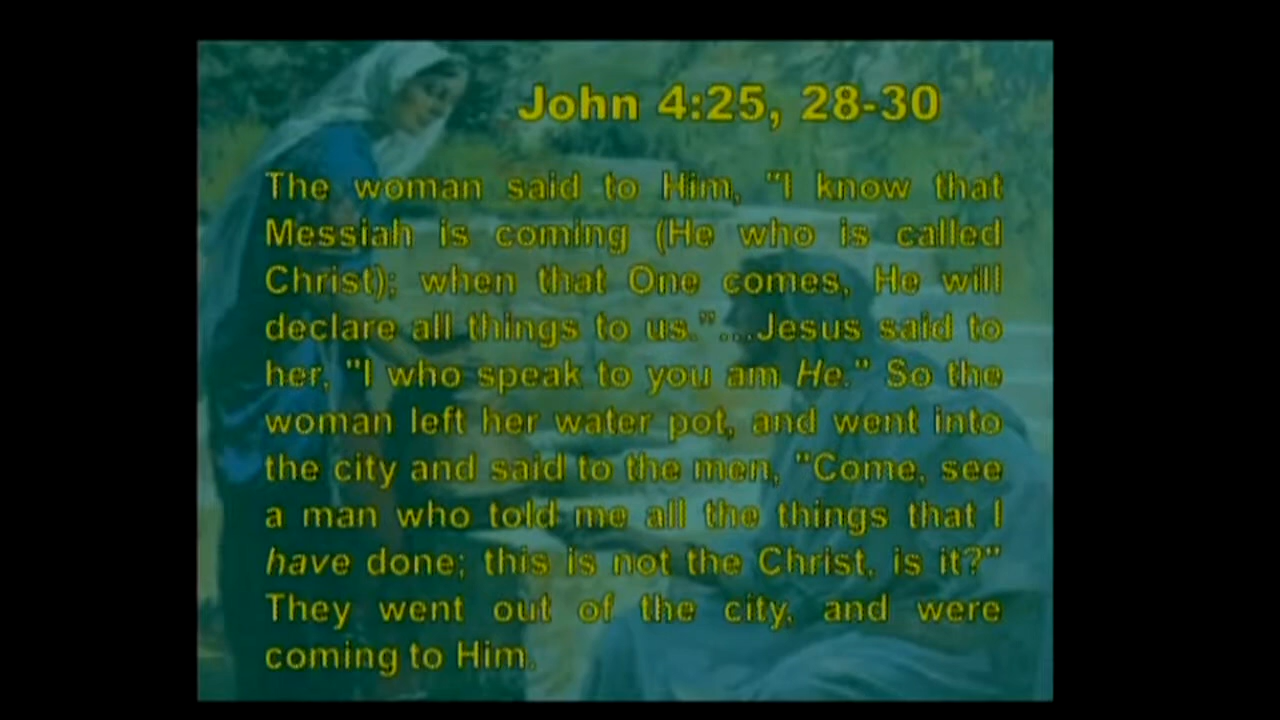 John 4:25, 28-30
The woman said to Him, "I know that
Messiah is coming (He who is called
Christ); when that One comes, He will
declare all things to us."...Jesus said to
her, "I who speak to you am He." So the
woman left her water pot, and went into
the city and said to the men, "Come, see
a man who told me all the things that I
have done; this is not the Christ, is it?"
They went out of the city, and were
coming to Him.